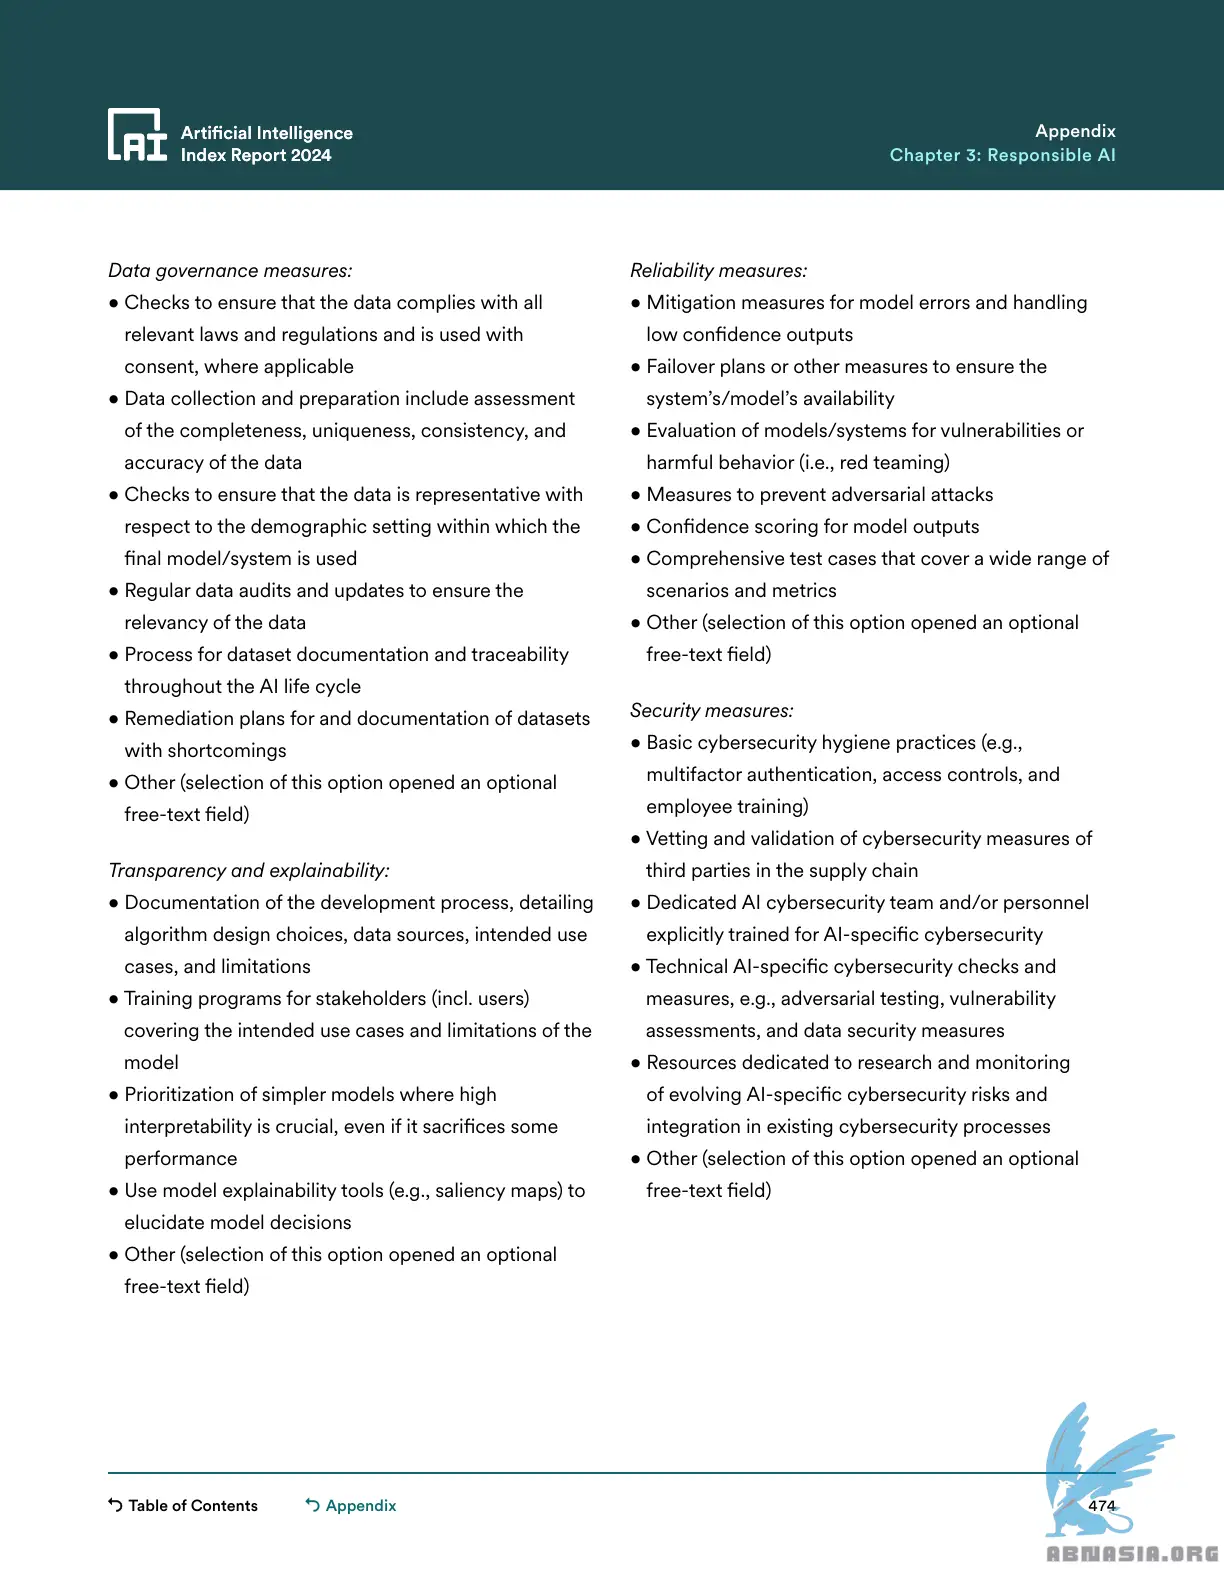 AI
Artificial Intelligence
Index Report 2024
Appendix
Chapter 3: Responsible AI
Data governance measures:
● Checks to ensure that the data complies with all
relevant laws and regulations and is used with
consent, where applicable
● Data collection and preparation include assessment
of the completeness, uniqueness, consistency, and
accuracy of the data
● Checks to ensure that the data is representative with
respect to the demographic setting within which the
final model/system is used
● Regular data audits and updates to ensure the
relevancy of the data
● Process for dataset documentation and traceability
throughout the AI life cycle
● Remediation plans for and documentation of datasets
with shortcomings
● Other (selection of this option opened an optional
free-text field)
Transparency and explainability:
● Documentation of the development process, detailing
algorithm design choices, data sources, intended use
cases, and limitations
● Training programs for stakeholders (incl. users)
covering the intended use cases and limitations of the
model
● Prioritization of simpler models where high
interpretability is crucial, even if it sacrifices some
performance
● Use model explainability tools (e.g., saliency maps) to
elucidate model decisions
● Other (selection of this option opened an optional
free-text field)
Reliability measures:
● Mitigation measures for model errors and handling
low confidence outputs
● Failover plans or other measures to ensure the
system’s/model’s availability
● Evaluation of models/systems for vulnerabilities or
harmful behavior (i.e., red teaming)
● Measures to prevent adversarial attacks
● Confidence scoring for model outputs
● Comprehensive test cases that cover a wide range of
scenarios and metrics
● Other (selection of this option opened an optional
free-text field)
Security measures:
● Basic cybersecurity hygiene practices (e.g.,
multifactor authentication, access controls, and
employee training)
● Vetting and validation of cybersecurity measures of
third parties in the supply chain
● Dedicated AI cybersecurity team and/or personnel
explicitly trained for AI-specific cybersecurity
● Technical AI-specific cybersecurity checks and
measures, e.g., adversarial testing, vulnerability
assessments, and data security measures
● Resources dedicated to research and monitoring
of evolving AI-specific cybersecurity risks and
integration in existing cybersecurity processes
● Other (selection of this option opened an optional
free-text field)
Table of Contents
Appendix
474
ABNASIA.ORG